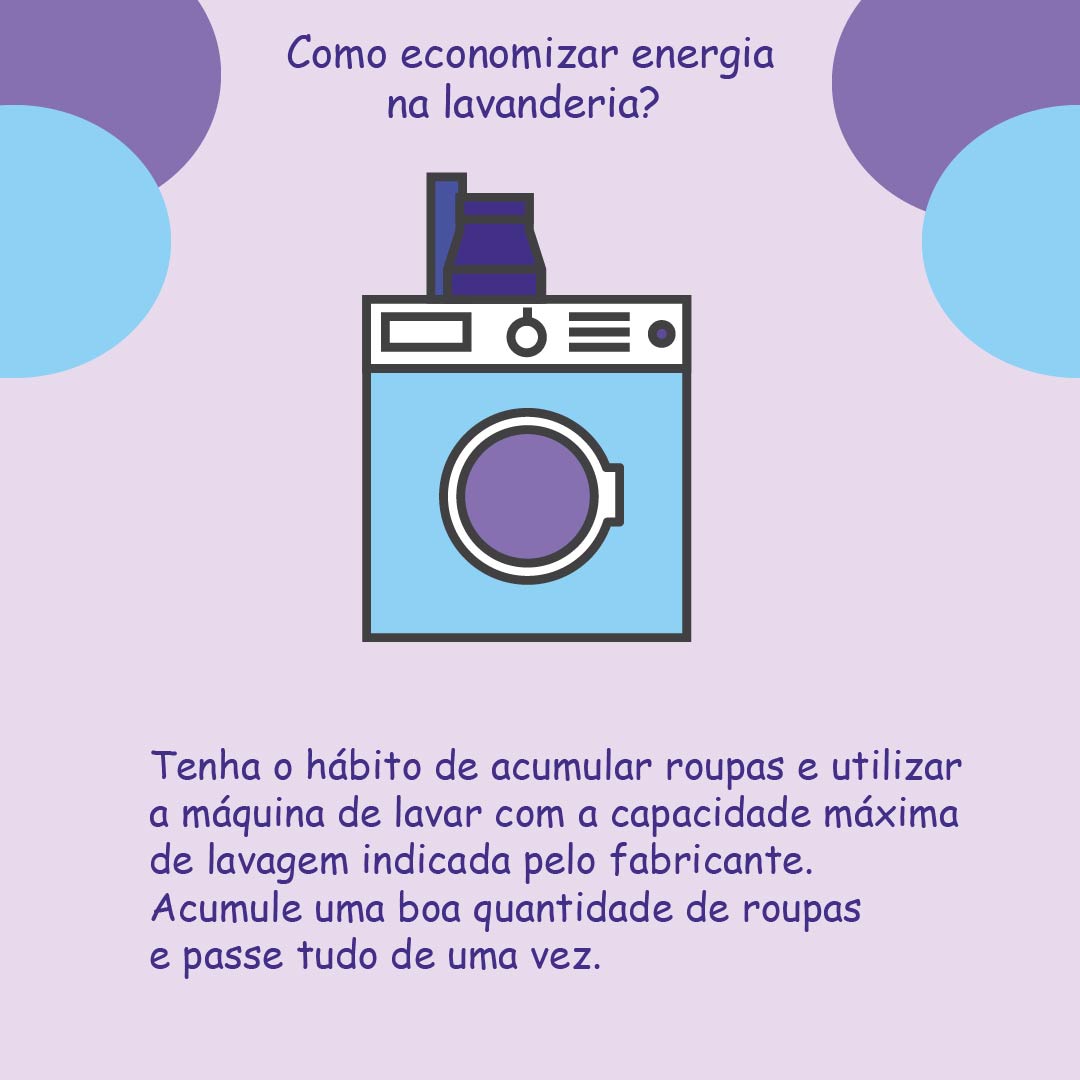 Como economizar energia
na lavanderia?
Tenha o hábito de acumular roupas e utilizar
a máquina de lavar com a capacidade máxima
de lavagem indicada pelo fabricante.
Acumule uma boa quantidade de roupas
e passe tudo de uma vez.